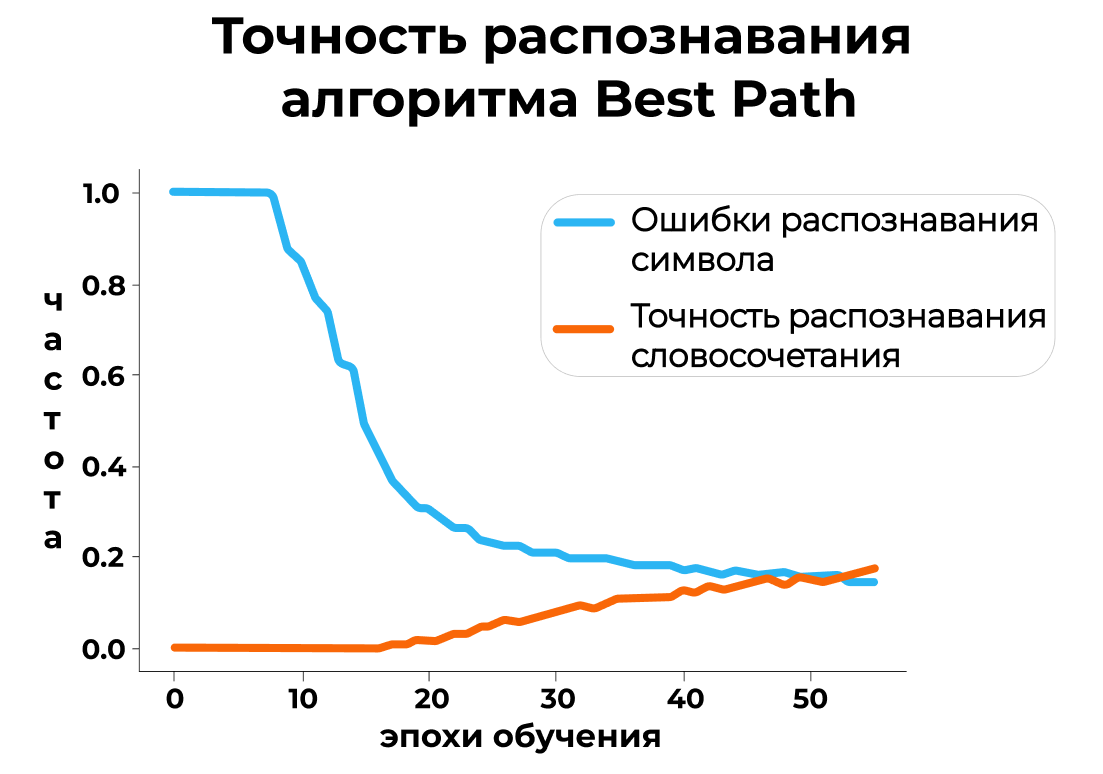 Точность распознавания
алгоритма Best Path
1.0
0.8
0.6
0.4
0.2
0.0
частота
Ошибки распознавания
символа
Точность распознавания
словосочетания
0 10 20 30 40 50
эпохи обучения